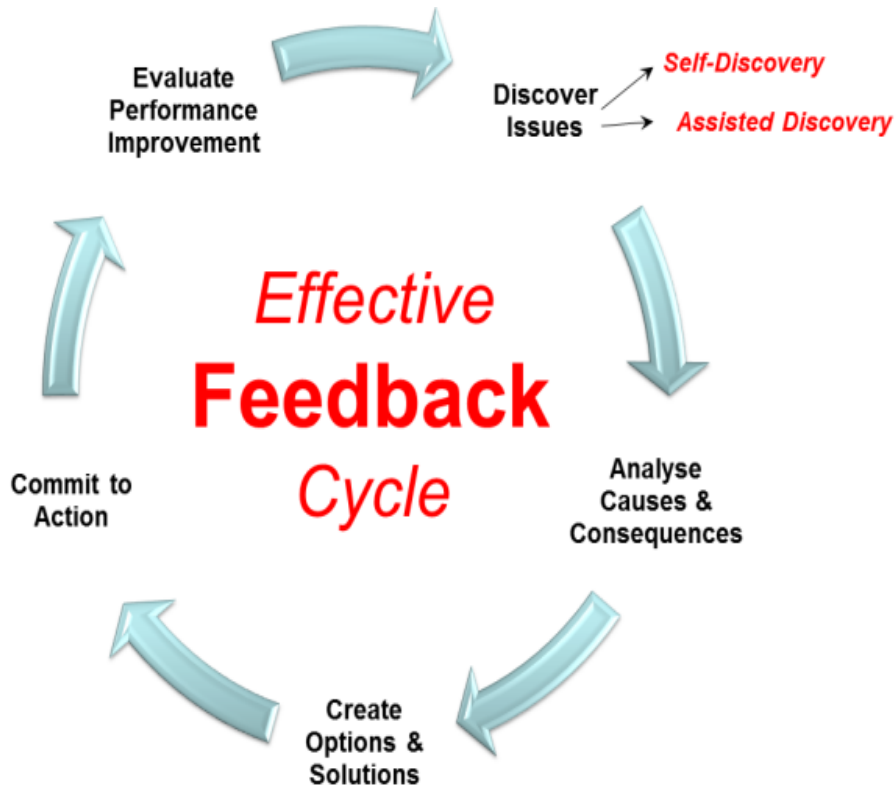 Evaluate
Performance
Improvement
Discover
Issues
Self-Discovery
Assisted Discovery
Effective
Feedback
Cycle
Analyse
Causes &
Consequences
Commit to
Action
Create
Options &
Solutions